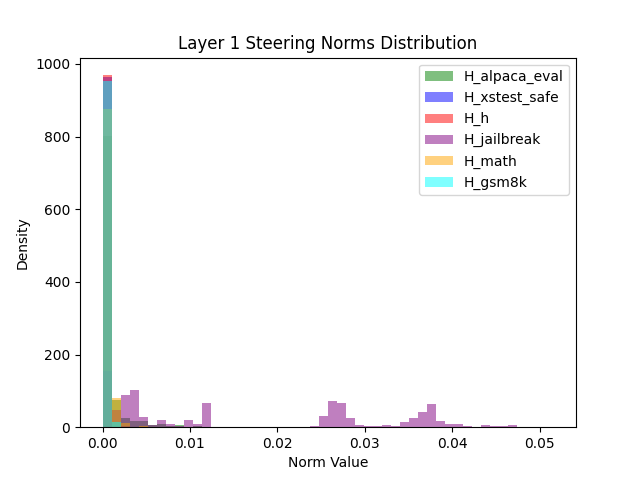 Layer 1 Steering Norms Distribution
H_alpaca_eval
H_xstest_safe
H_h
H_jailbreak
H_math
H_gsm8k
Density
1000
800
600
400
200
0
0.00 0.01 0.02 0.03 0.04 0.05
Norm Value